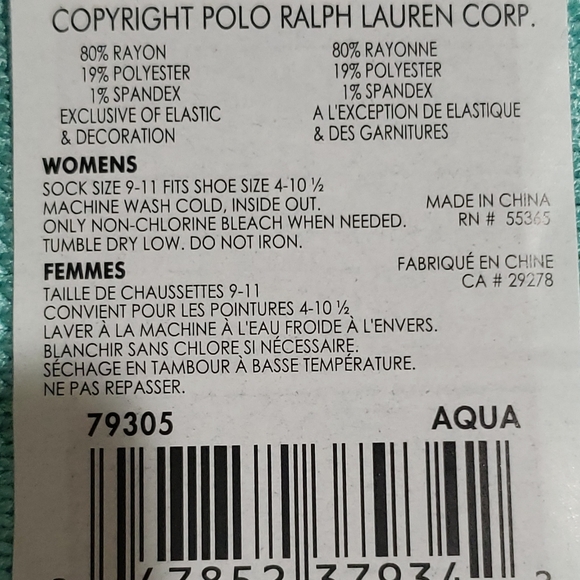 COPYRIGHT POLO RALPH LAUREN CORP.
80% RAYON
19% POLYESTER
1% SPANDEX
EXCLUSIVE OF ELASTIC
& DECORATION
80% RAYONNE
19% POLYESTER
1% SPANDEX
A L'EXCEPTION DE ELASTIQUE
& DES GARNITURES
WOMENS
SOCK SIZE 9-11 FITS SHOE SIZE 4-10 ½
MACHINE WASH COLD, INSIDE OUT.
ONLY NON-CHLORINE BLEACH WHEN NEEDED.
TUMBLE DRY LOW. DO NOT IRON.
MADE IN CHINA
RN # 55365
FEMMES
TAILLE DE CHAUSSETTES 9-11
CONVIENT POUR LES POINTURES 4-10 ½
LAVER À LA MACHINE À L'EAU FROIDE À L'ENVERS.
BLANCHIR SANS CHLORE SI NÉCESSAIRE.
SÉCHAGE EN TAMBOUR À BASSE TEMPÉRATURE.
NE PAS REPASSER.
FABRIQUÉ EN CHINE
CA # 29278
79305
AQUA
47852 37934